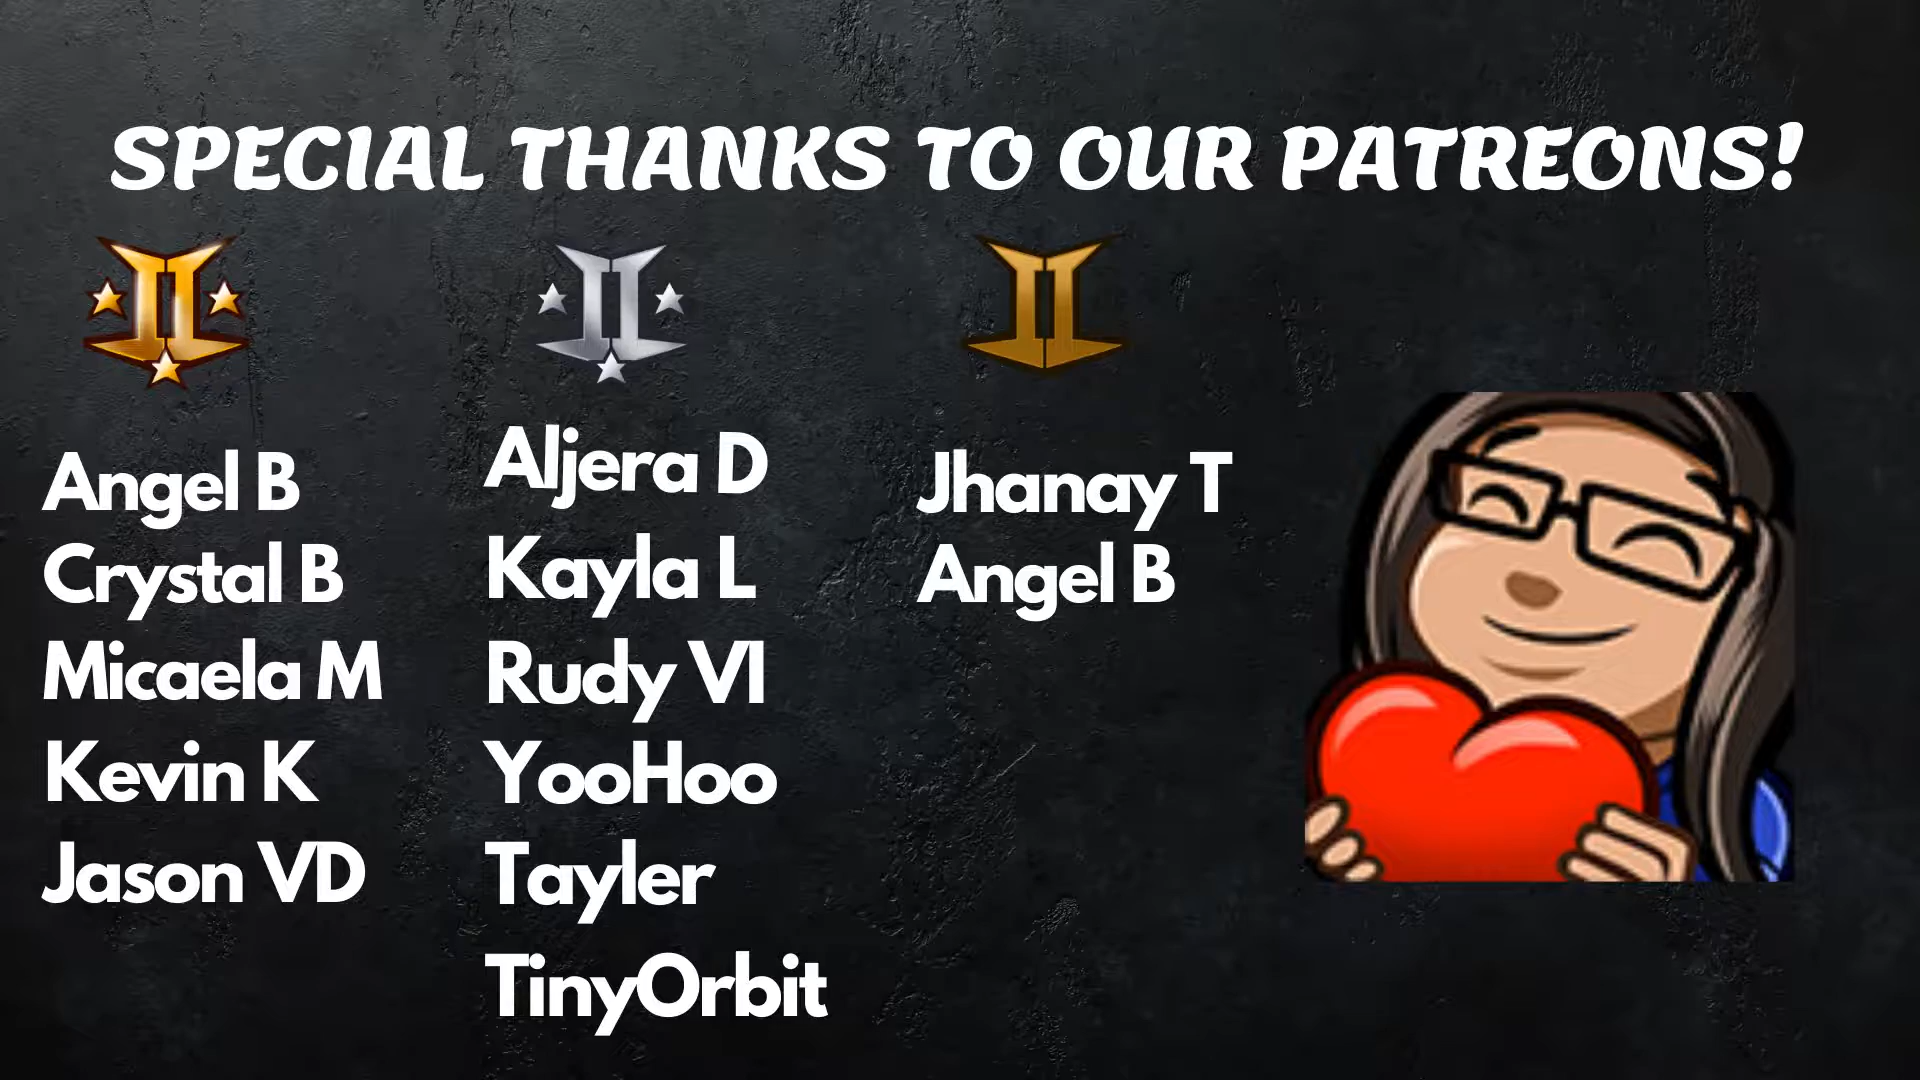 SPECIAL THANKS TO OUR PATREONS!
Angel B
Crystal B
Micaela M
Kevin K
Jason VD
Aljera D
Kayla L
Rudy VI
YooHoo
Tayler
TinyOrbit
Jhanay T
Angel B